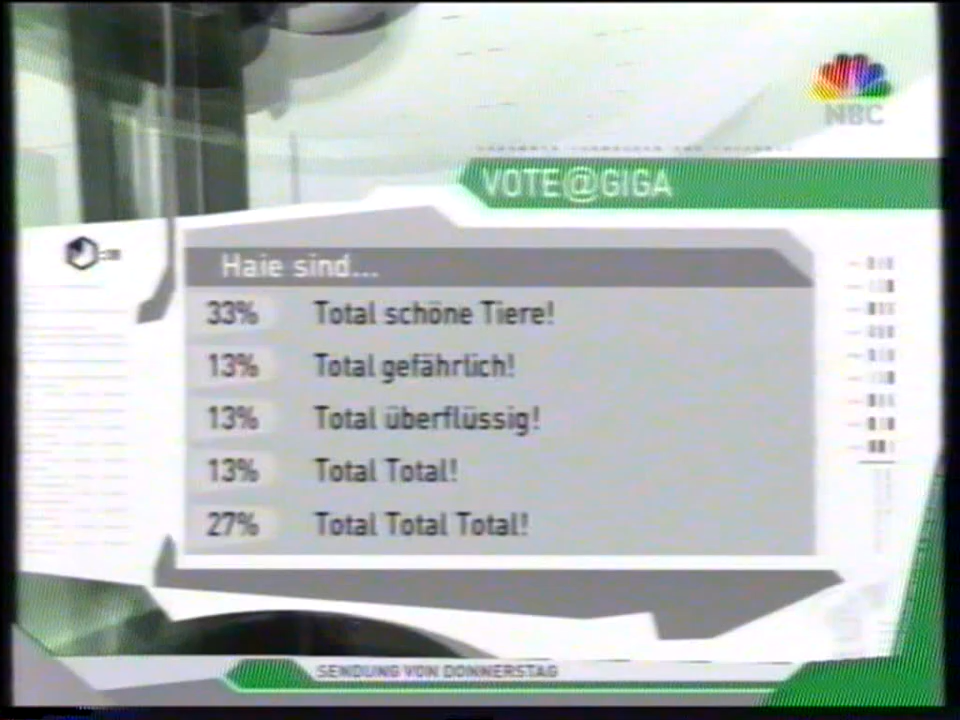 NBC
VOTE@GIGA
Haie sind...
33% Total schöne Tiere!
13% Total gefährlich!
13% Total überflüssig!
13% Total Total!
27% Total Total Total!
SENDUNG VON DONNERSTAG